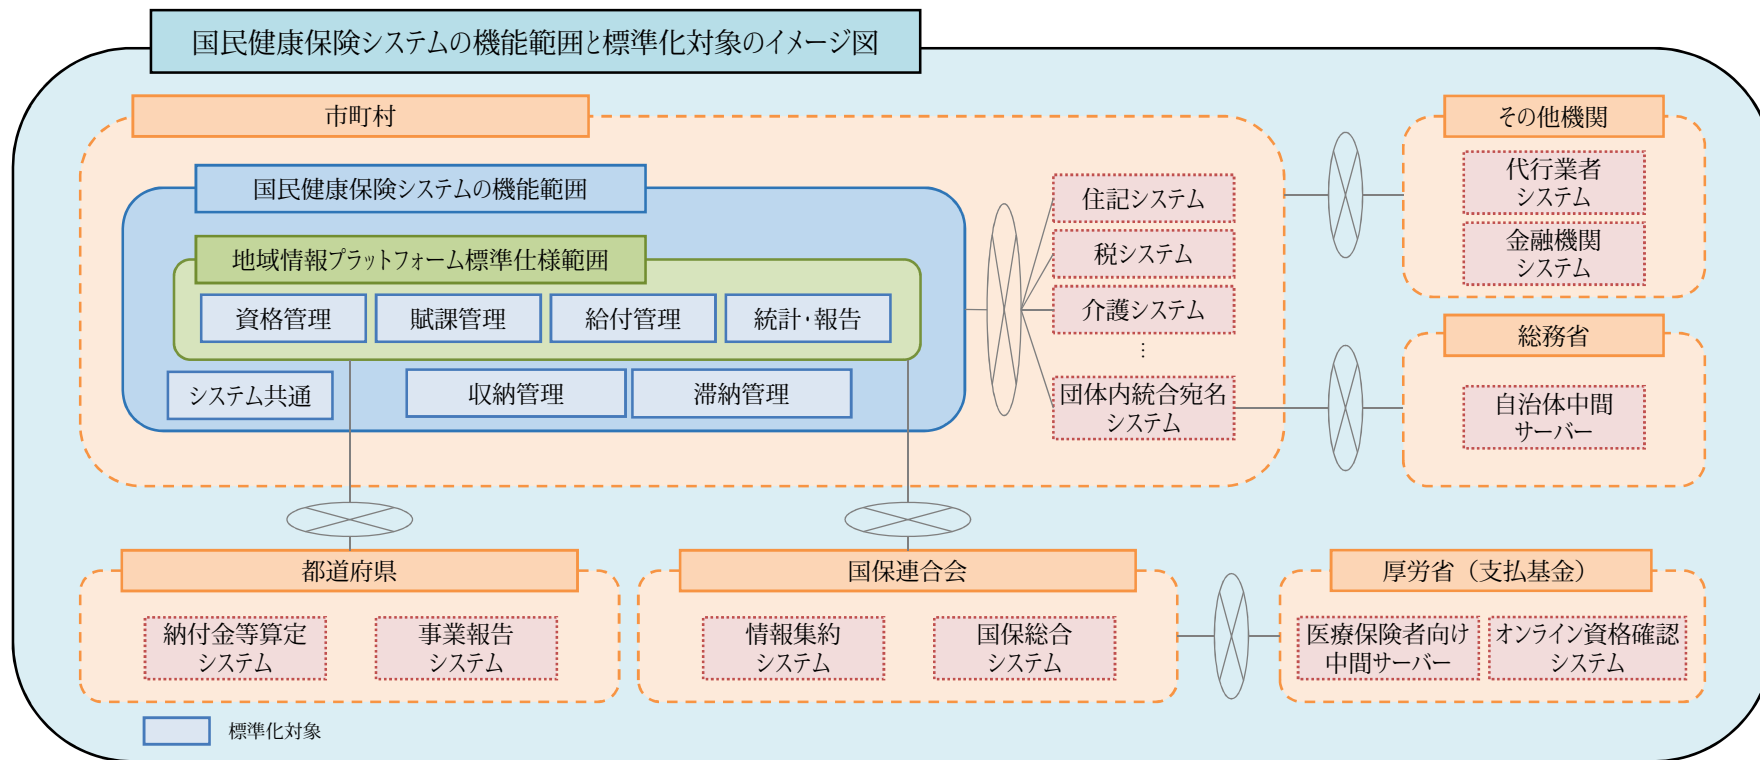 国民健康保険システムの機能範囲と標準化対象のイメージ図
市町村
国民健康保険システムの機能範囲
地域情報プラットフォーム標準仕様範囲
資格管理
賦課管理
給付管理
統計・報告
システム共通
収納管理
滞納管理
住記システム
税システム
介護システム
…
団体内統合宛名
システム
その他機関
代行業者
システム
金融機関
システム
総務省
自治体中間
サーバー
都道府県
納付金等算定
システム
事業報告
システム
国保連合会
情報集約
システム
国保総合
システム
厚労省（支払基金）
医療保険者向け
中間サーバー
オンライン資格確認
システム
標準化対象